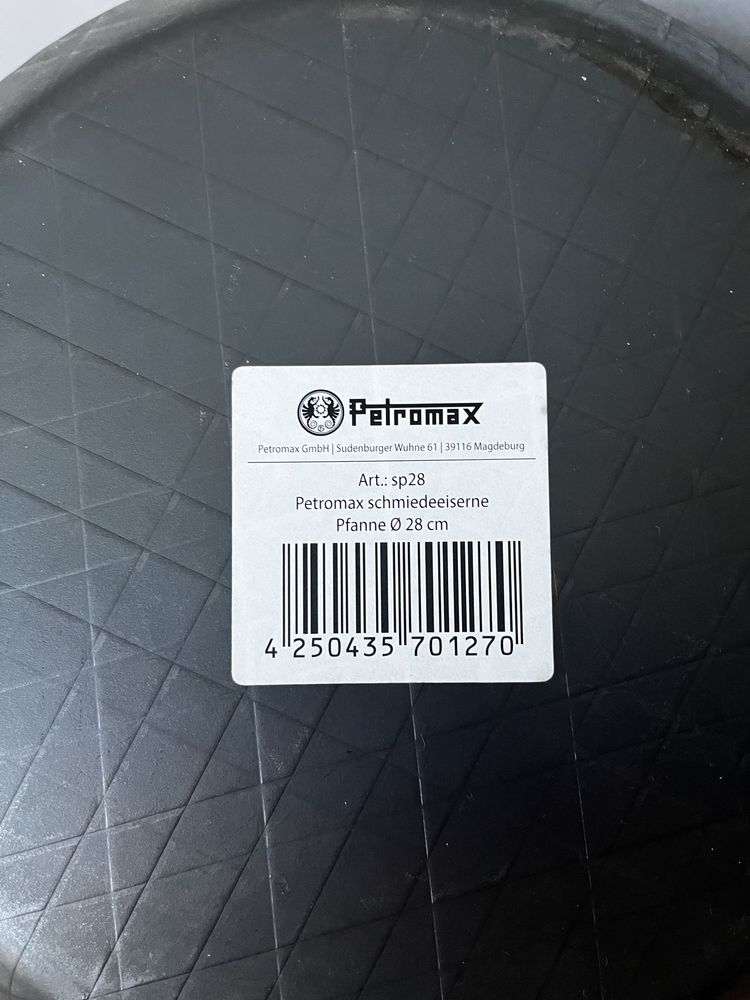 Petromax
Petromax GmbH | Sudenburger Wuhne 61 | 39116 Magdeburg
Art.: sp28
Petromax schmiedeeiserne
Pfanne Ø 28 cm
4 250435 701270